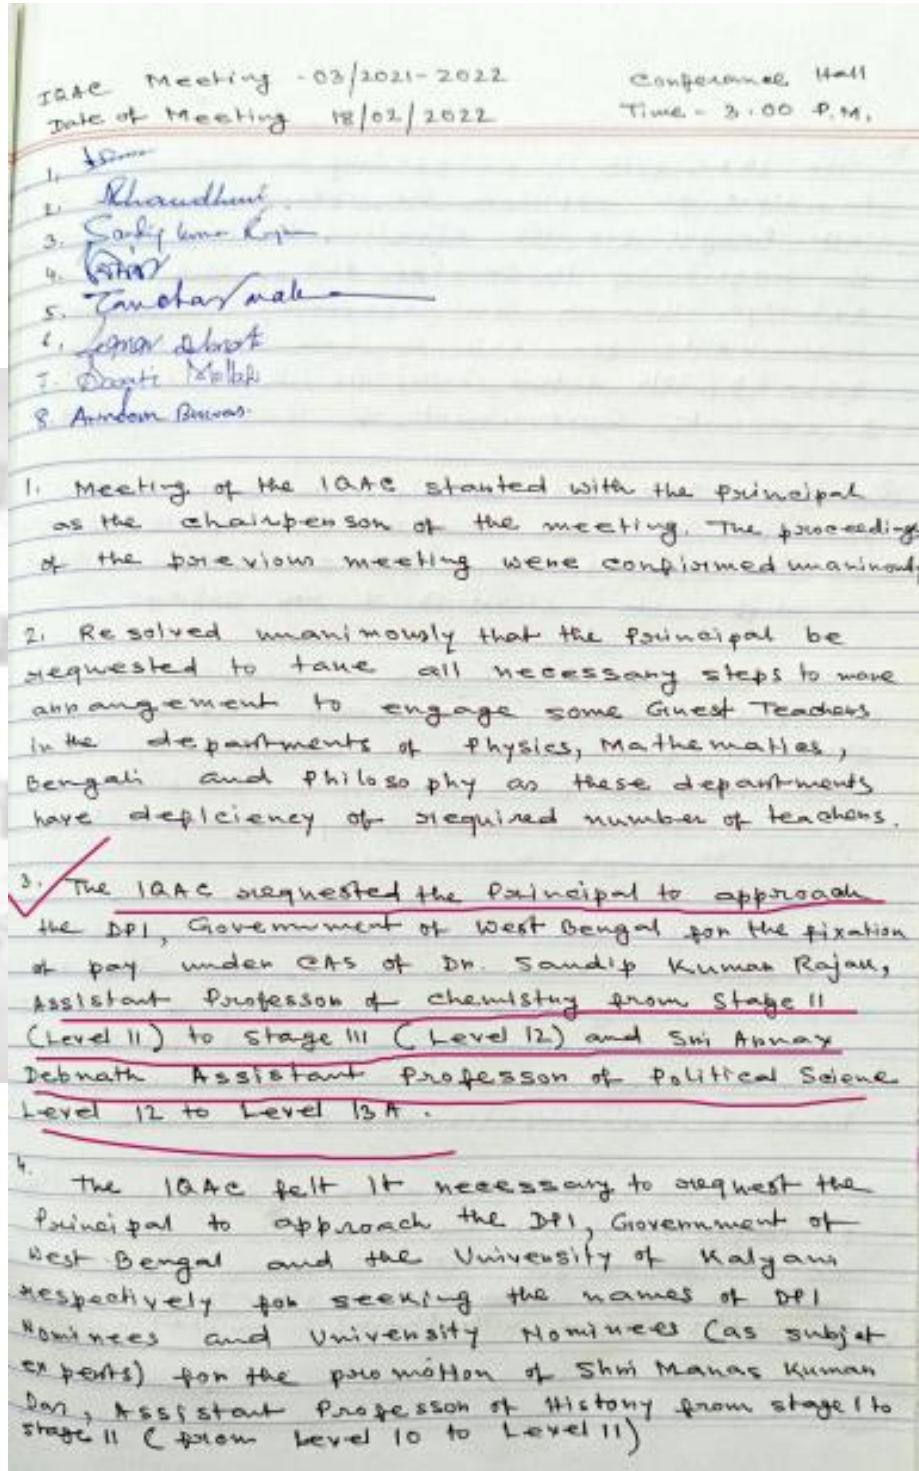 IQAC Meeting - 03/2021-2022 Conferance Hall
Date of Meeting 18/02/2022 Time - 3.00 P.M.
1.
2. RChaudhuri
3. Sandip Kumar Rajak
4.
5.
6. Debnath
7. Mollah
8 Arindam Biswas.
1. Meeting of the IQAC started with the Principal
as the chairperson of the meeting. The proceedings
of the previous meeting were confirmed
2. Resolved unanimously that the Principal be
requested to take all necessary steps to make
arrangement to engage some Guest Teachers
in the departments of Physics, Mathematics,
Bengali and Philosophy as these departments
have deficiency of required number of teachers.
3. The IQAC requested the Principal to approach
the DPI, Government of West Bengal for the fixation
of pay under CAS of Dr. Sandip Kumar Rajak,
Assistant Professor of Chemistry from Stage II
(Level 11) to Stage III (Level 12) and Sri
Debnath Assistant Professor of Political Sciene
Level 12 to Level 13A.
4.
The IQAC felt it necessary to request the
Principal to approach the DPI, Government of
West Bengal and the University of Kalyani
respectively for seeking the names of DPI
Nominees and University Nominees (as subjet
experts) for the promotion of Shri Manas Kumar
Das, Assistant Professor of History from stage I to
stage II (from Level 10 to Level 11)